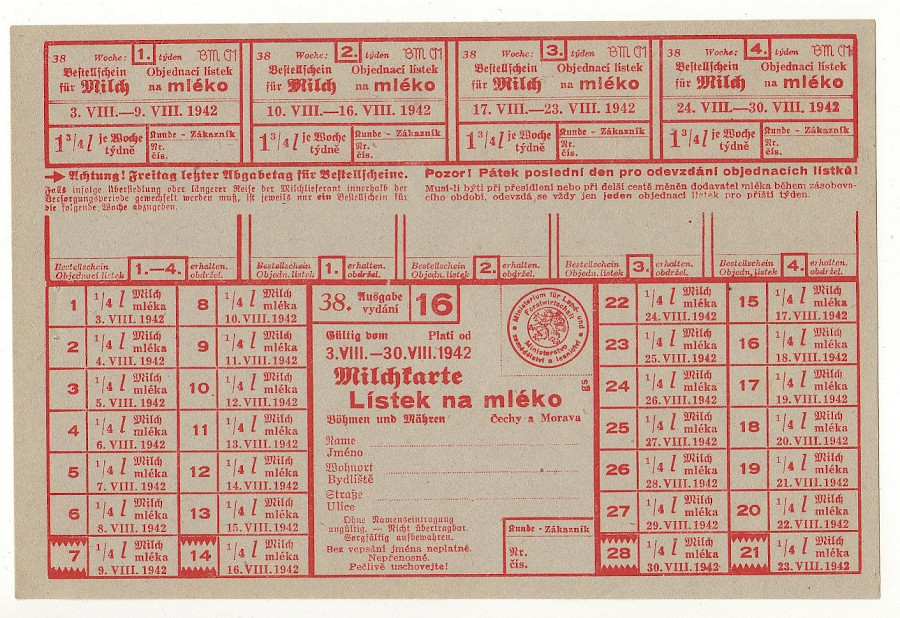 38 Woche: 1. týden BM ČM
Bestellschein Objednací lístek
für Milch na mléko
3. VIII.—9. VIII. 1942
1 3/4 l je Woche týdně
Kunde - Zákazník
Nr.
čís.
38 Woche: 2. týden BM ČM
Bestellschein Objednací lístek
für Milch na mléko
10. VIII.—16. VIII. 1942
1 3/4 l je Woche týdně
Kunde - Zákazník
Nr.
čís.
38 Woche: 3. týden BM ČM
Bestellschein Objednací lístek
für Milch na mléko
17. VIII.—23. VIII. 1942
1 3/4 l je Woche týdně
Kunde - Zákazník
Nr.
čís.
38 Woche: 4. týden BM ČM
Bestellschein Objednací lístek
für Milch na mléko
24. VIII.—30. VIII. 1942
1 3/4 l je Woche týdně
Kunde - Zákazník
Nr.
čís.
Achtung! Freitag letzter Abgabetag für Bestellscheine.
Falls infolge Übersiedlung oder längerer Reise der Milchlieferant innerhalb der
Versorgungsperiode gewechselt werden muß, ist jeweils nur ein Bestellschein für
die folgende Woche abzugeben.
Pozor! Pátek poslední den pro odevzdání objednacích lístků!
Musí-li býti při přesídlení nebo při delší cestě měněn dodavatel mléka během zásobova-
cího období, odevzdá se vždy jen jeden objednací lístek pro příští týden.
Bestellschein 1.—4. erhalten.
Objednací lístek obdržel.
Bestellschein 1. erhalten.
Objedn. lístek obdržel.
Bestellschein 2. erhalten.
Objedn. lístek obdržel.
Bestellschein 3. erhalten.
Objedn. lístek obdržel.
Bestellschein 4. erhalten.
Objedn. lístek obdržel.
1 1/4 l Milch mléka 3. VIII. 1942
8 1/4 l Milch mléka 10. VIII. 1942
2 1/4 l Milch mléka 4. VIII. 1942
9 1/4 l Milch mléka 11. VIII. 1942
3 1/4 l Milch mléka 5. VIII. 1942
10 1/4 l Milch mléka 12. VIII. 1942
4 1/4 l Milch mléka 6. VIII. 1942
11 1/4 l Milch mléka 13. VIII. 1942
5 1/4 l Milch mléka 7. VIII. 1942
12 1/4 l Milch mléka 14. VIII. 1942
6 1/4 l Milch mléka 8. VIII. 1942
13 1/4 l Milch mléka 15. VIII. 1942
7 1/4 l Milch mléka 9. VIII. 1942
14 1/4 l Milch mléka 16. VIII. 1942
38. Ausgabe vydání 16
Gültig vom Platí od
3. VIII.—30. VIII. 1942
Milchkarte
Lístek na mléko
Böhmen und Mähren Čechy a Morava
Name
Jméno
Wohnort
Bydliště
Straße
Ulice
Ohne Namenseintragung
ungültig. — Nicht übertragbar.
Sorgfältig aufbewahren.
Bez vepsání jména neplatné.
Nepřenosné.
Pečlivě uschovejte!
Kunde - Zákazník
Nr.
čís.
Ministerium für Land- und
Forstwirtschaft
Ministerstvo
zemědělství a lesnictví
22 1/4 l Milch mléka 24. VIII. 1942
15 1/4 l Milch mléka 17. VIII. 1942
23 1/4 l Milch mléka 25. VIII. 1942
16 1/4 l Milch mléka 18. VIII. 1942
24 1/4 l Milch mléka 26. VIII. 1942
17 1/4 l Milch mléka 19. VIII. 1942
25 1/4 l Milch mléka 27. VIII. 1942
18 1/4 l Milch mléka 20. VIII. 1942
26 1/4 l Milch mléka 28. VIII. 1942
19 1/4 l Milch mléka 21. VIII. 1942
27 1/4 l Milch mléka 29. VIII. 1942
20 1/4 l Milch mléka 22. VIII. 1942
28 1/4 l Milch mléka 30. VIII. 1942
21 1/4 l Milch mléka 23. VIII. 1942